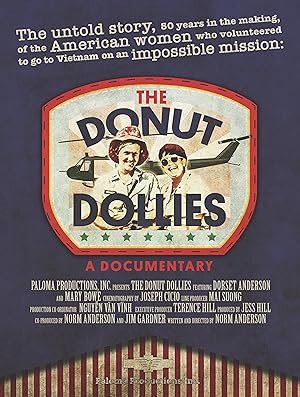 The untold story, 50 years in the making,
of the American women who volunteered
to go to Vietnam on an impossible mission:
THE
DONUT
DOLLIES
A DOCUMENTARY
PALOMA PRODUCTIONS, INC. PRESENTS THE DONUT DOLLIES FEATURING DORSET ANDERSON
AND MARY BOWE CINEMATOGRAPHY BY JOSEPH CICIO LINE PRODUCER MAI SUONG
PRODUCTION CO-ORDINATOR NGUYEN VAN VINH EXECUTIVE PRODUCER TERENCE HILL PRODUCED BY JESS HILL
CO-PRODUCED BY NORM ANDERSON AND JIM GARDNER WRITTEN AND DIRECTED BY NORM ANDERSON
Paloma Productions, Inc.